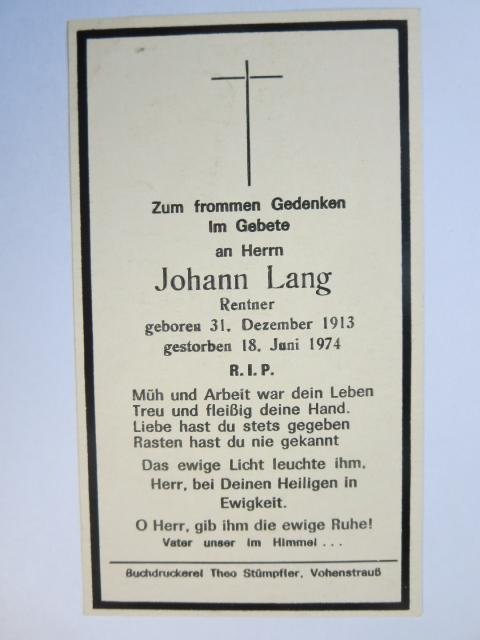 Zum frommen Gedenken
im Gebete
an Herrn
Johann Lang
Rentner
geboren 31. Dezember 1913
gestorben 18. Juni 1974
R.I.P.
Müh und Arbeit war dein Leben
Treu und fleißig deine Hand.
Liebe hast du stets gegeben
Rasten hast du nie gekannt
Das ewige Licht leuchte ihm,
Herr, bei Deinen Heiligen in
Ewigkeit.
O Herr, gib ihm die ewige Ruhe!
Vater unser im Himmel . . .
Buchdruckerei Theo Stümpfler, Vohenstrauß